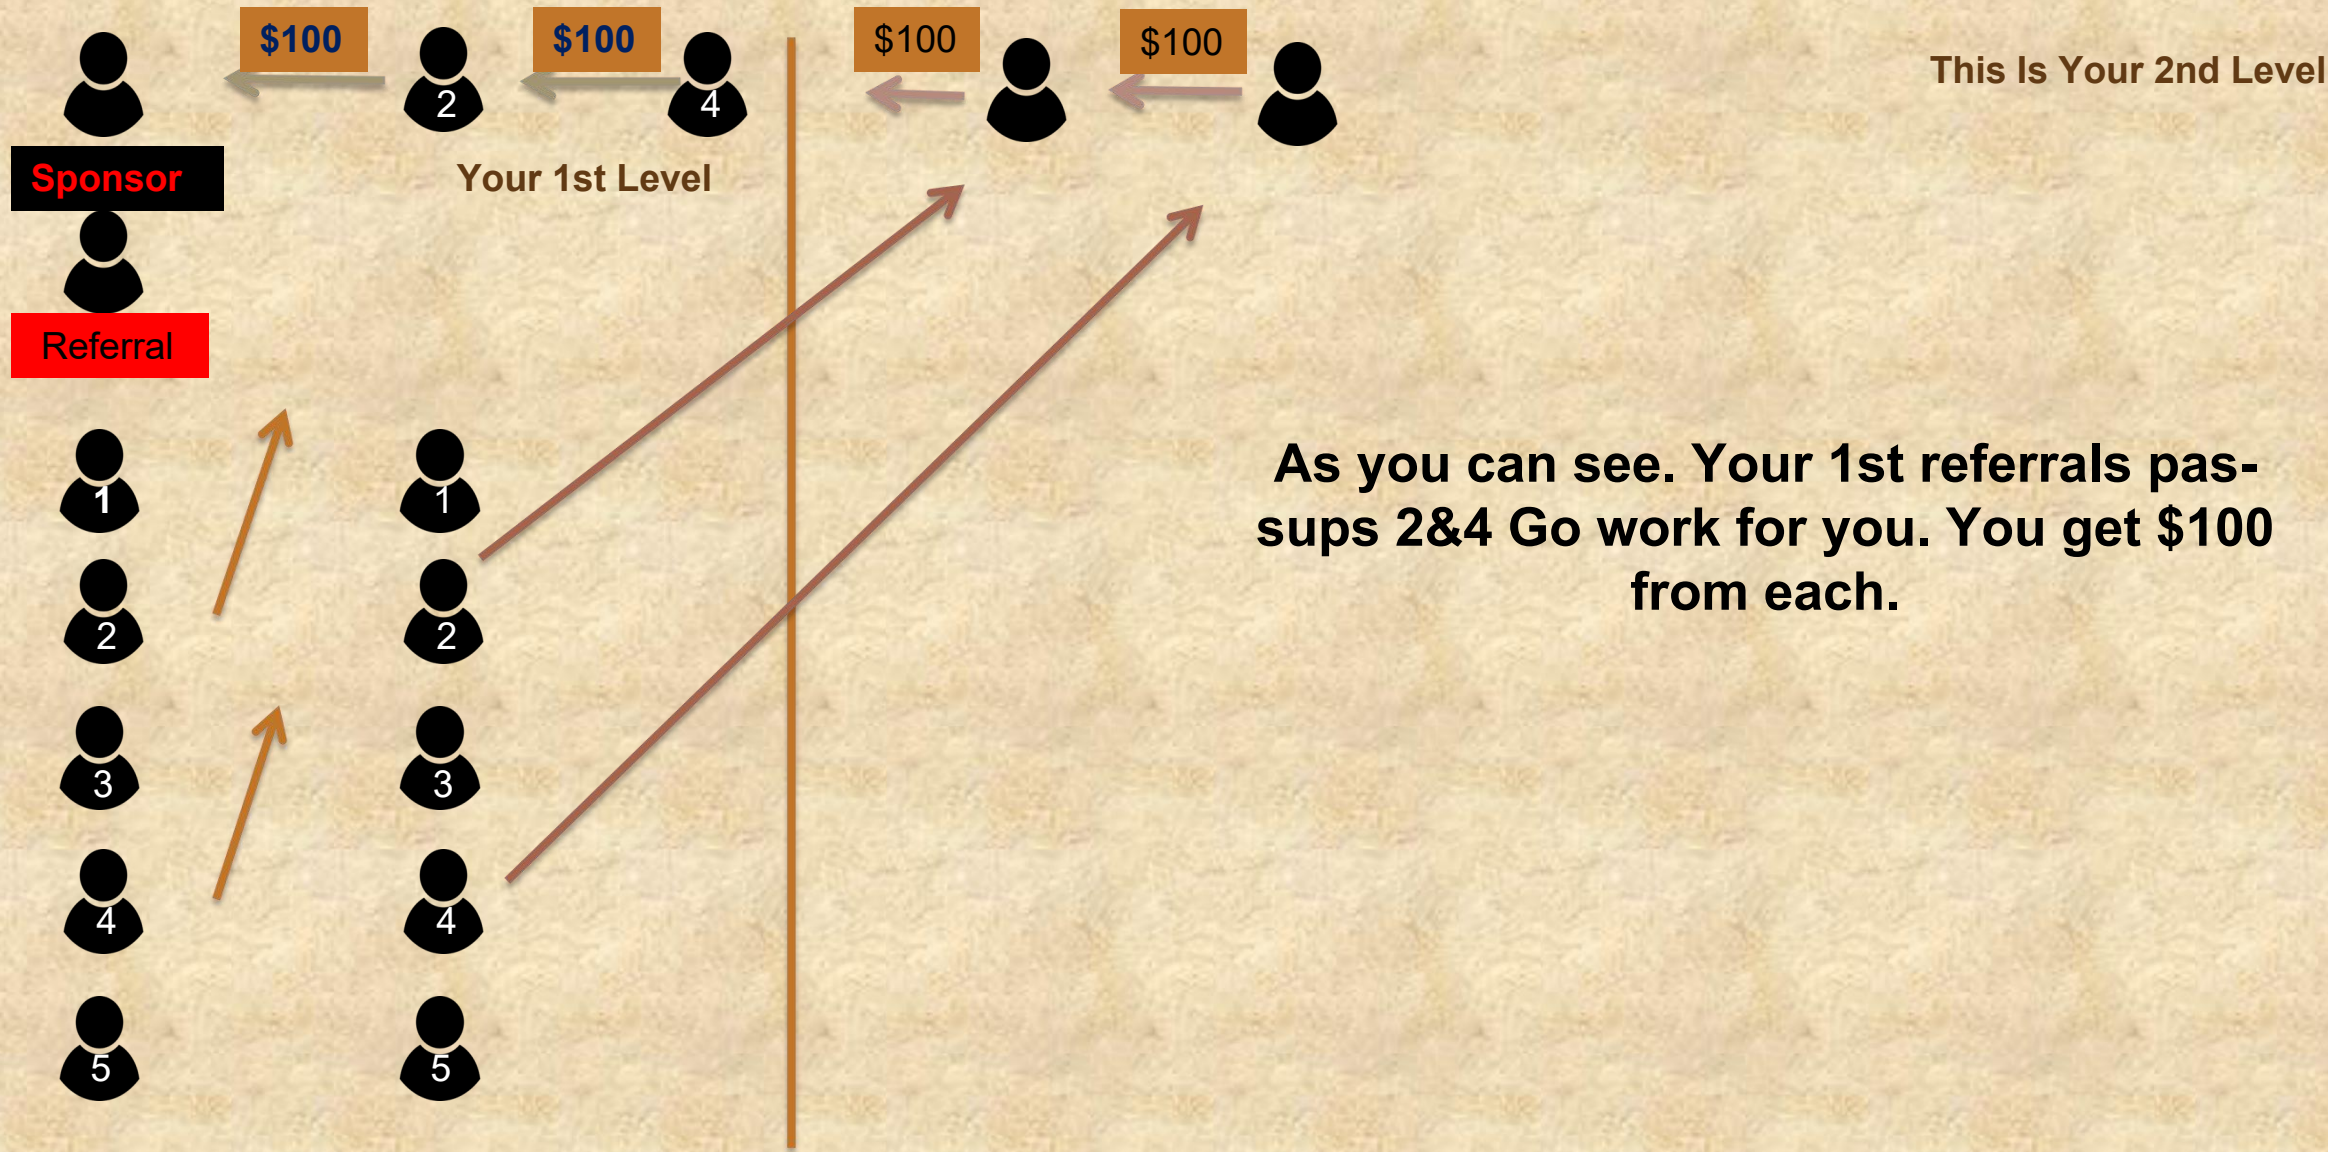 $100
$100
$100
$100
This Is Your 2nd Level
2
4
Sponsor
Your 1st Level
Referral
1
1
As you can see. Your 1st referrals pas-
sups 2&4 Go work for you. You get $100
from each.
2
2
3
3
4
4
5
5